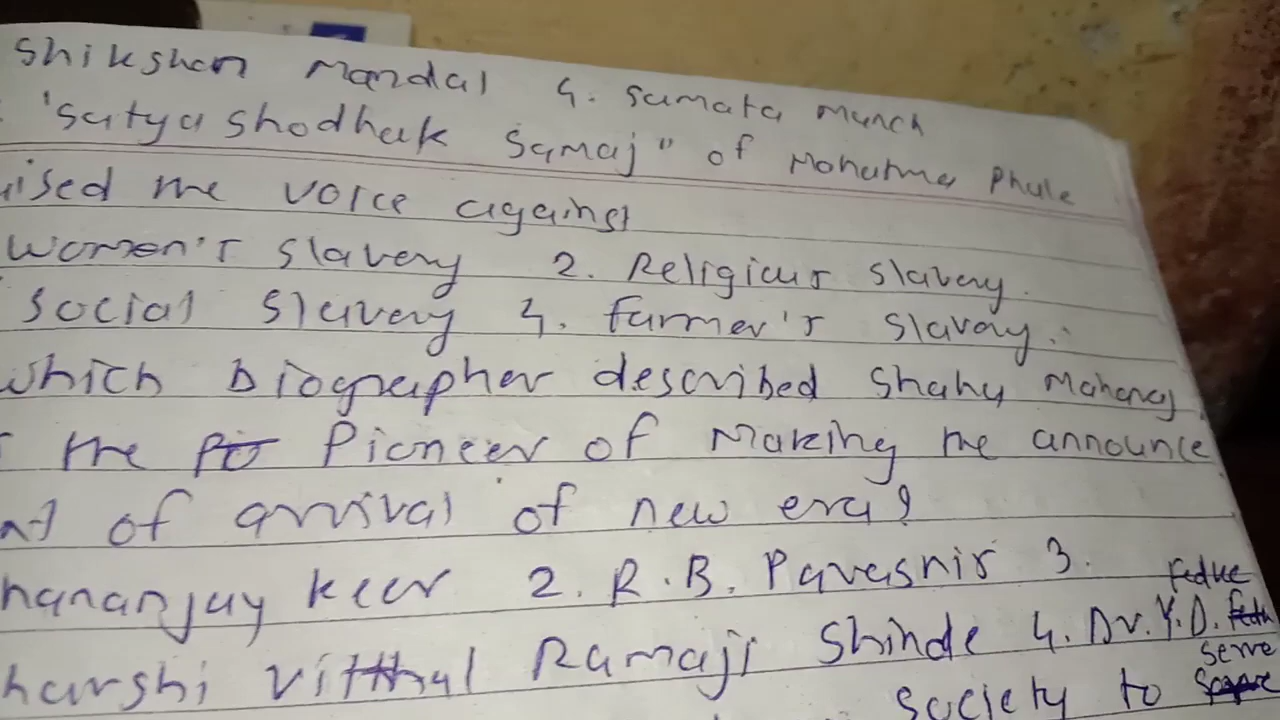 Shikshan Mandal 4. Samata Manch
'Satya Shodhak Samaj" of Mahatma Phule
ised the voice against
Women's Slavery 2. Religious Slavery.
Social Slavery 4. Farmer's Slavery.
which biographer described Shahu Maharaj
the Pioneer of Making the announce
of arrival of new era?
hananjay keer 2. R.B. Pavasnis 3.
harshi Vitthal Ramaji Shinde 4. Dr. Y.D. Fadke
society to serve